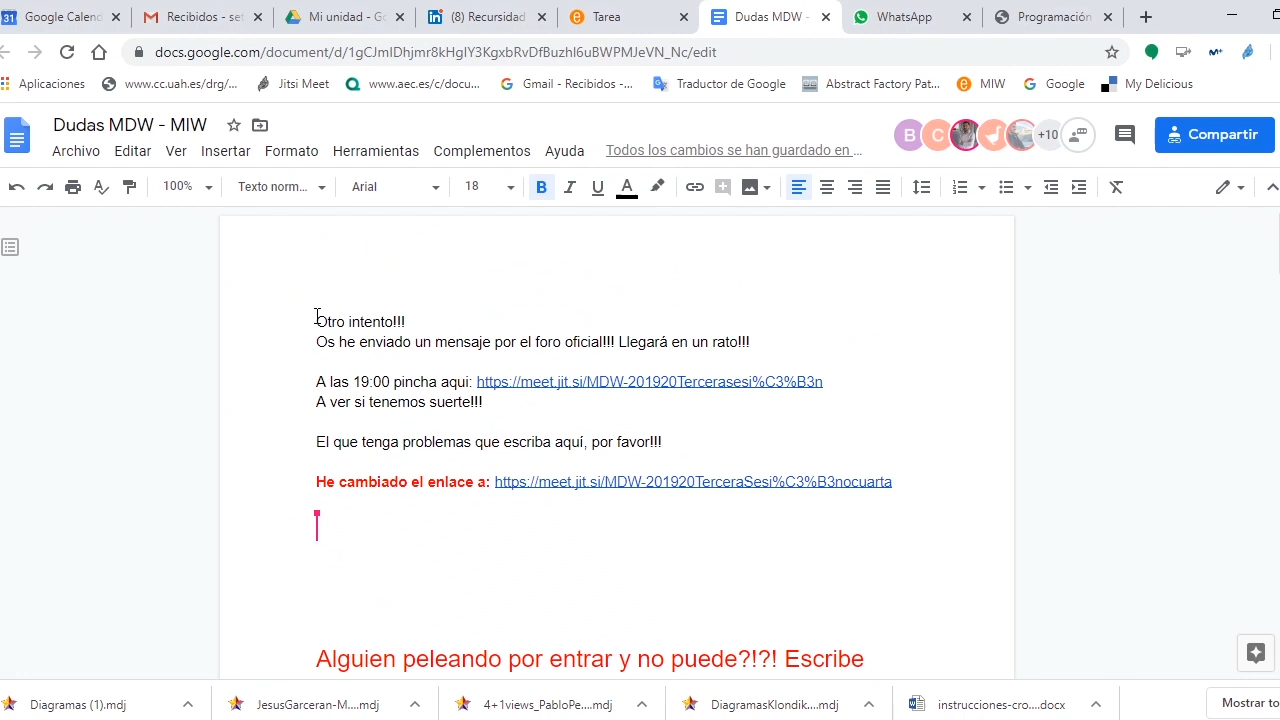 Google Calend
Recibidos - set
Mi unidad - Go
(8) Recursidas
Tarea
Dudas MDW -
WhatsApp
Programación
docs.google.com/document/d/1gCJmIDhjmr8kHgIY3KgxbRvDfBuzhI6uBWPMJeVN_Nc/edit
Aplicaciones
www.cc.uah.es/drg/...
Jitsi Meet
www.aec.es/c/docu...
Gmail - Recibidos -...
Traductor de Google
Abstract Factory Pat...
MIW
Google
My Delicious
Dudas MDW - MIW
B C +10
Compartir
Archivo Editar Ver Insertar Formato Herramientas Complementos Ayuda Todos los cambios se han guardado en ...
100% Texto norm... Arial 18 B I U A
Otro intento!!!
Os he enviado un mensaje por el foro oficial!!! Llegará en un rato!!!
A las 19:00 pincha aqui: https://meet.jit.si/MDW-201920Tercerasesi%C3%B3n
A ver si tenemos suerte!!!
El que tenga problemas que escriba aquí, por favor!!!
He cambiado el enlace a: https://meet.jit.si/MDW-201920TerceraSesi%C3%B3nocuarta
Alguien peleando por entrar y no puede?!?! Escribe
Diagramas (1).mdj
JesusGarceran-M....mdj
4+1views_PabloPe....mdj
DiagramasKlondik....mdj
instrucciones-cro....docx
Mostrar to